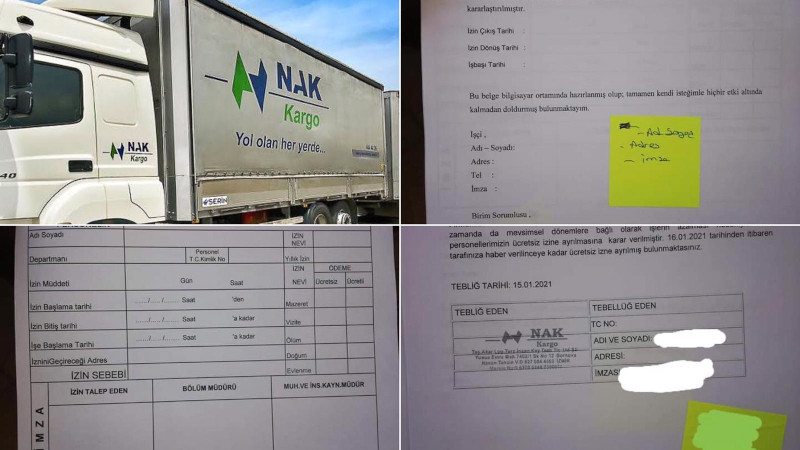 NAK
Kargo
Yol olan her yerde...
NAK
Kargo
40
SERİN
kararlaştırılmıştır.
İzin Çıkış Tarihi :
İzin Dönüş Tarihi :
İşbaşı Tarihi :
Bu belge bilgisayar ortamında hazırlanmış olup; tamamen kendi isteğimle hiçbir etki altında
kalmadan doldurmuş bulunmaktayım.
İşçi ,
Adı – Soyadı:
Adres :
Tel :
İmza :
Birim Sorumlusu ,
- Ad Soyad
- Adres
- imza
Adı Soyadı
İZİN NEVİ
Departmanı
Personel T.C.Kimlik No
Yıllık İzin
İzin Müddeti
Gün Saat
İZİN NEVİ
ÖDEME
Ücretsiz Ücretli
İzin Başlama tarihi
...../...../....... Saat 'den
Mazeret
İzin Bitiş tarihi
...../...../....... Saat 'a kadar
Vizite
İşe Başlama Tarihi
...../...../....... Saat 'a kadar
Ölüm
İzniniGeçireceği Adres
Doğum
İZİN SEBEBİ
Evlenme
İZİN TALEP EDEN
BÖLÜM MÜDÜRÜ
MUH.VE İNS.KAYN.MÜDÜR
M Z A
zamanda da mevsimsel dönemlere bağlı olarak işlerin azalması
personellerimizin ücretsiz izine ayrılmasına karar verilmiştir. 16.01.2021 tarihinden itibaren
tarafınıza haber verilinceye kadar ücretsiz izne ayrılmış bulunmaktasınız.
TEBLİĞ TARİHİ: 15.01.2021
TEBLİĞ EDEN
TEBELLÜĞ EDEN
NAK
Kargo
TC NO:
ADI VE SOYADI:
ADRESİ:
İMZASI